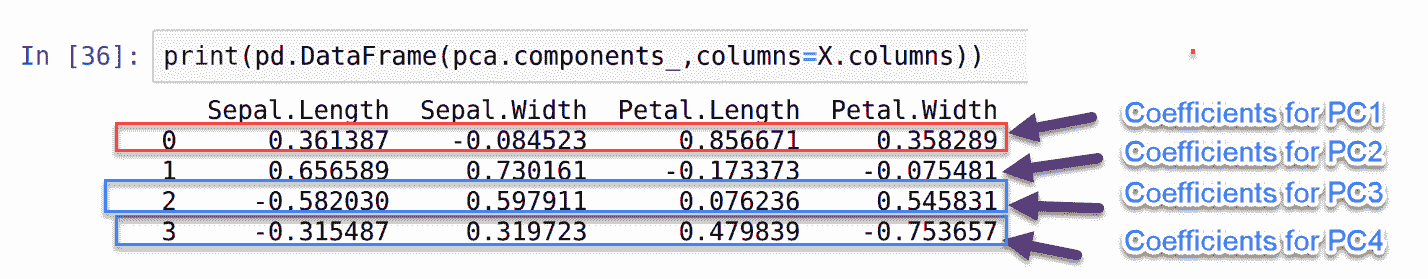 In [36]: print(pd.DataFrame(pca.components_,columns=X.columns))
Sepal.Length Sepal.Width Petal.Length Petal.Width
0 0.361387 -0.084523 0.856671 0.358289 Coefficients for PC1
1 0.656589 0.730161 -0.173373 -0.075481 Coefficients for PC2
2 -0.582030 0.597911 0.076236 0.545831 Coefficients for PC3
3 -0.315487 0.319723 0.479839 -0.753657 Coefficients for PC4